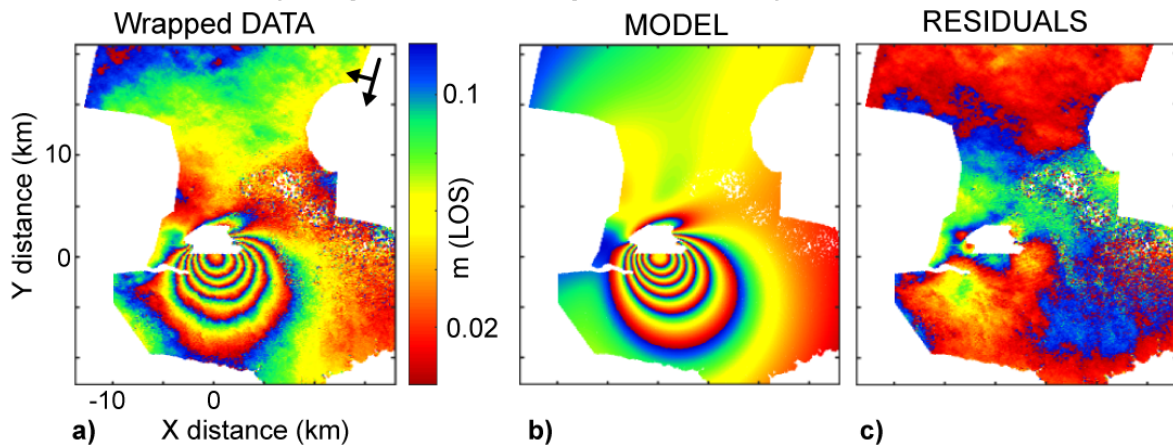 Wrapped DATA
MODEL
RESIDUALS
Y distance (km)
10
0
-10
0
X distance (km)
0.1
m (LOS)
0.02
a)
b)
c)